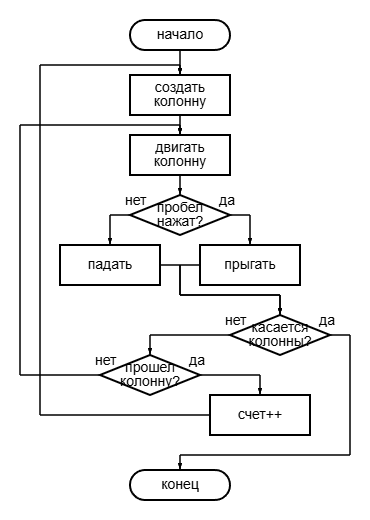 начало
создать
колонну
двигать
колонну
нет
да
пробел
нажат?
падать
прыгать
нет
да
касается
колонны?
нет
да
прошел
колонну?
счет++
конец